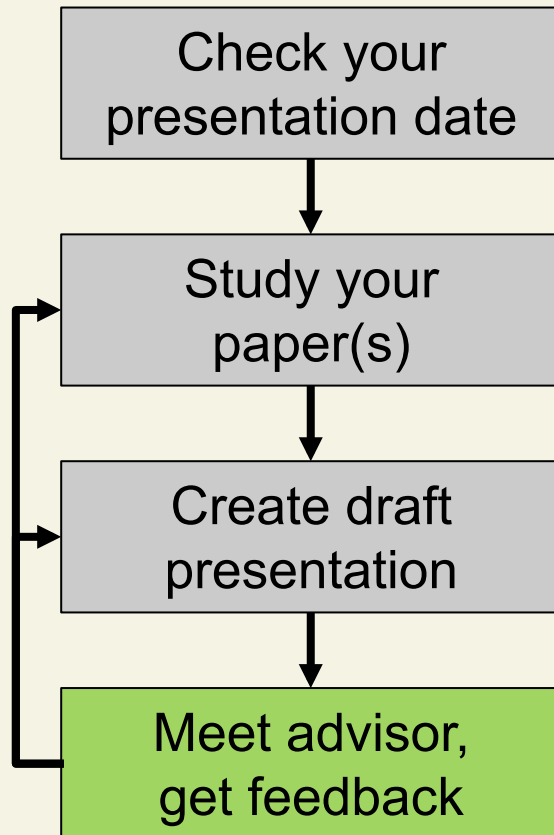 Check your
presentation date
Study your
paper(s)
Create draft
presentation
Meet advisor,
get feedback